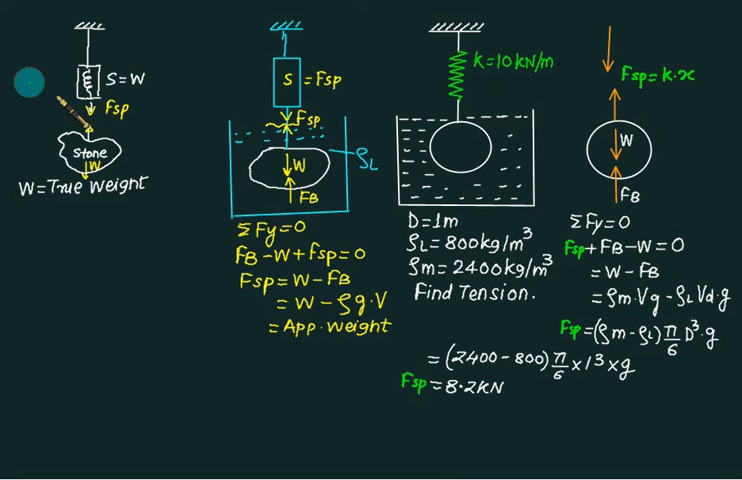 S=W
Fsp
Stone
W
W=True Weight
S =Fsp
Fsp
W
FB
ρL
ΣFy=0
FB-W+Fsp=0
Fsp=W-FB
=W-ρg·V
=App·Weight
k=10kN/m
D=1m
ρL=800kg/m³
ρm=2400kg/m³
Find Tension.
Fsp=k·x
W
FB
ΣFy=0
Fsp+FB-W=0
=W-FB
=ρm·Vg-ρLVd·g
Fsp=(ρm-ρL)π/6 D³·g
=(2400-800)π/6×1³×g
Fsp=8.2kN